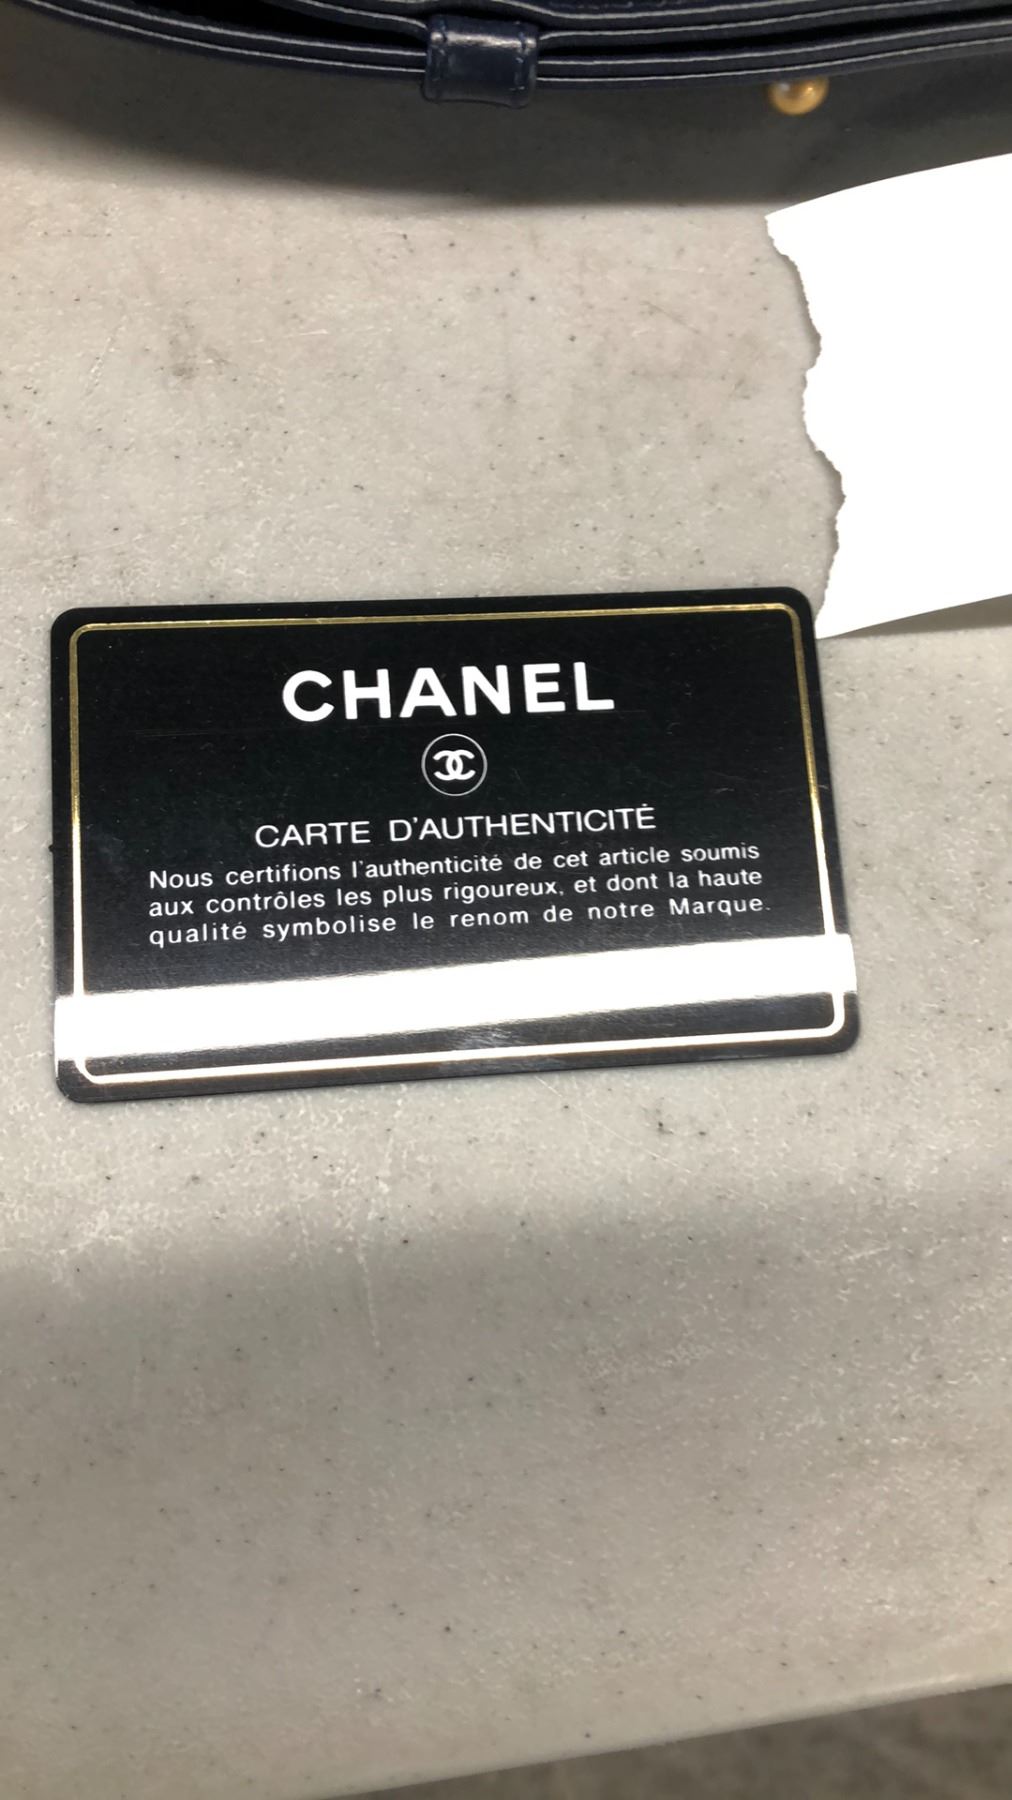 CHANEL
CARTE D'AUTHENTICITÉ
Nous certifions l'authenticité de cet article soumis
aux contrôles les plus rigoureux, et dont la haute
qualité symbolise le renom de notre Marque.